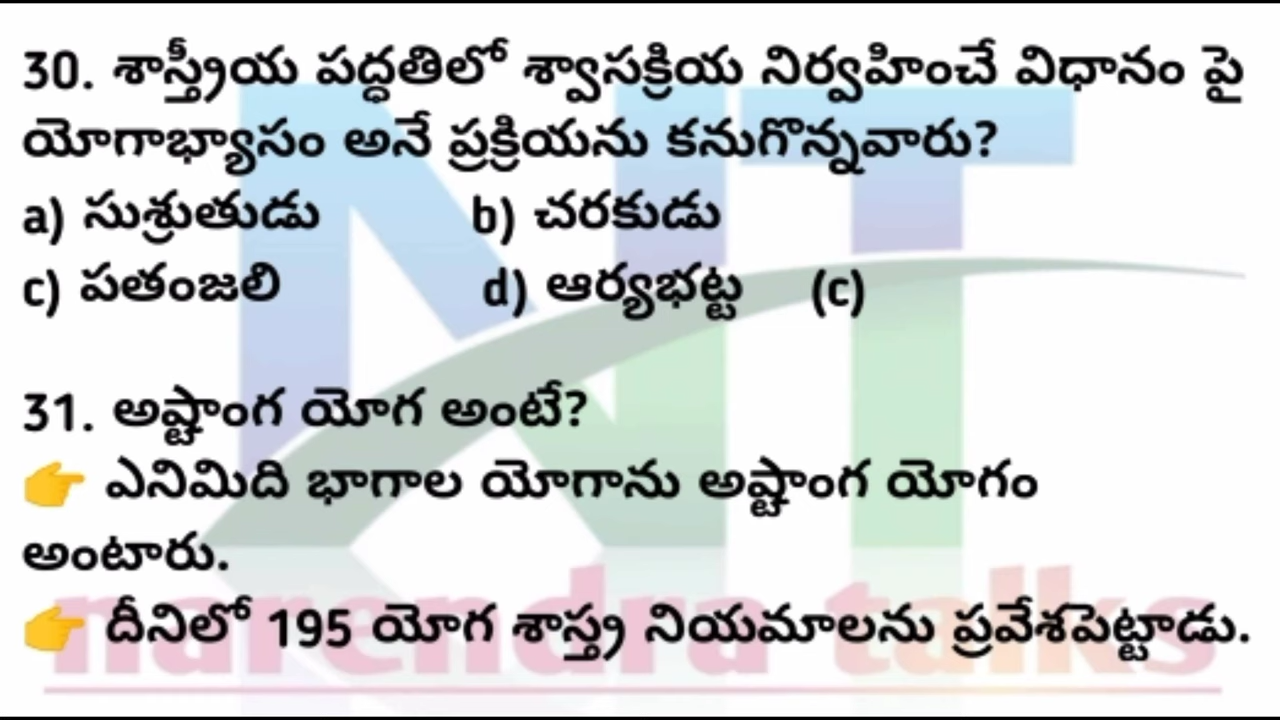 30. శాస్త్రీయ పద్ధతిలో శ్వాసక్రియ నిర్వహించే విధానం పై
యోగాభ్యాసం అనే ప్రక్రియను కనుగొన్నవారు?
a) సుశ్రుతుడు b) చరకుడు
c) పతంజలి d) ఆర్యభట్ట (c)
31. అష్టాంగ యోగ అంటే?
👉 ఎనిమిది భాగాల యోగాను అష్టాంగ యోగం
అంటారు.
👉 దీనిలో 195 యోగ శాస్త్ర నియమాలను ప్రవేశపెట్టాడు.
NT
narendra talks